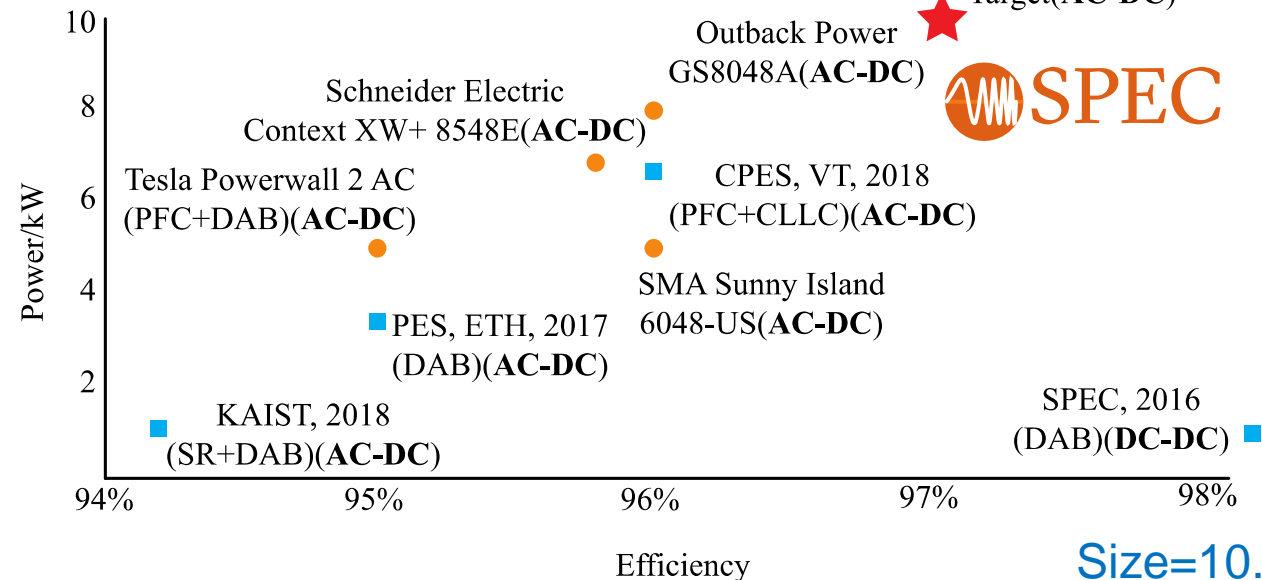 Target(AC-DC)
10
Outback Power
GS8048A(AC-DC)
SPEC
Schneider Electric
Context XW+ 8548E(AC-DC)
8
Tesla Powerwall 2 AC
(PFC+DAB)(AC-DC)
CPES, VT, 2018
(PFC+CLLC)(AC-DC)
6
Power/kW
SMA Sunny Island
6048-US(AC-DC)
4
PES, ETH, 2017
(DAB)(AC-DC)
2
KAIST, 2018
(SR+DAB)(AC-DC)
SPEC, 2016
(DAB)(DC-DC)
94%
95%
96%
97%
98%
Efficiency
Size=10.